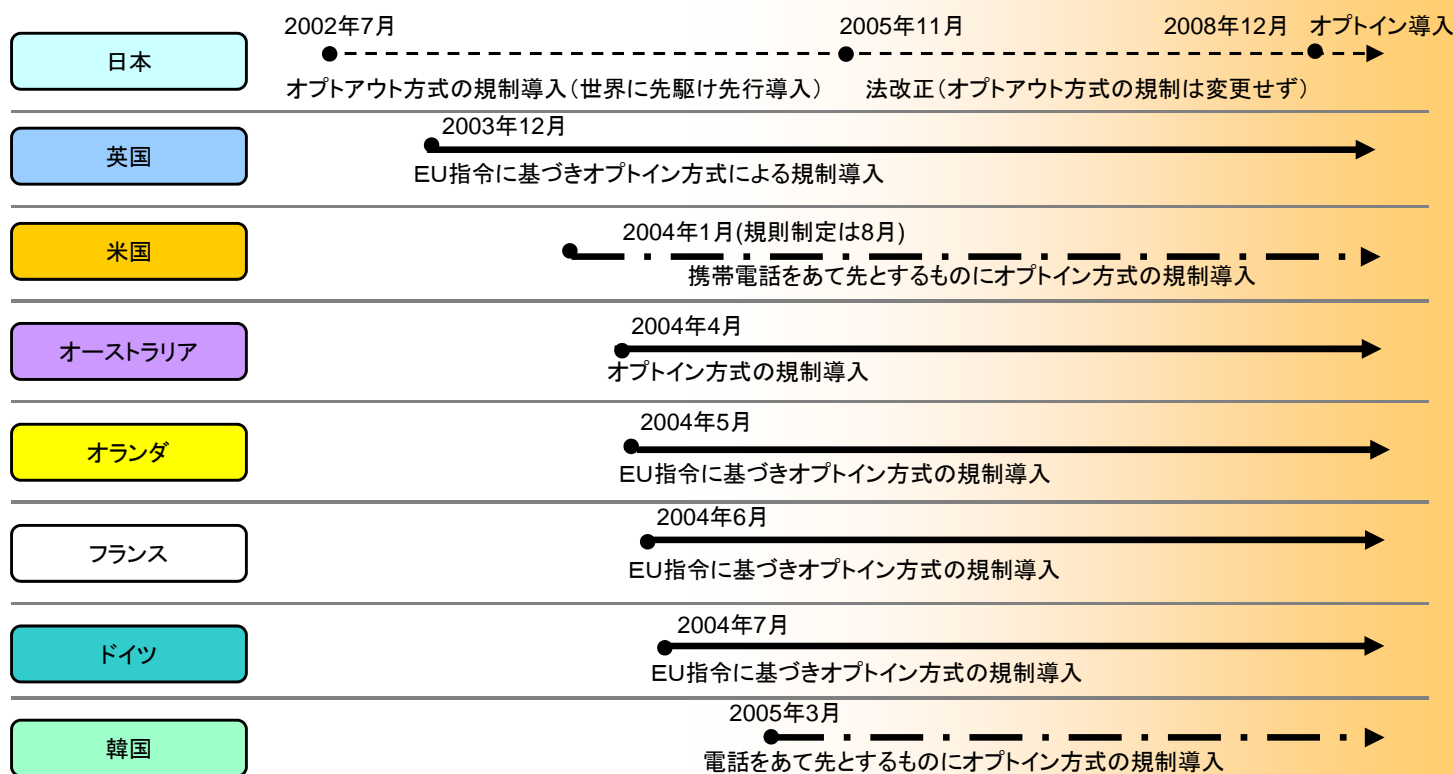 日本
2002年7月
2005年11月
2008年12月 オプトイン導入
オプトアウト方式の規制導入(世界に先駆け先行導入)
法改正(オプトアウト方式の規制は変更せず)
英国
2003年12月
EU指令に基づきオプトイン方式による規制導入
米国
2004年1月(規則制定は8月)
携帯電話をあて先とするものにオプトイン方式の規制導入
オーストラリア
2004年4月
オプトイン方式の規制導入
オランダ
2004年5月
EU指令に基づきオプトイン方式の規制導入
フランス
2004年6月
EU指令に基づきオプトイン方式の規制導入
ドイツ
2004年7月
EU指令に基づきオプトイン方式の規制導入
韓国
2005年3月
電話をあて先とするものにオプトイン方式の規制導入